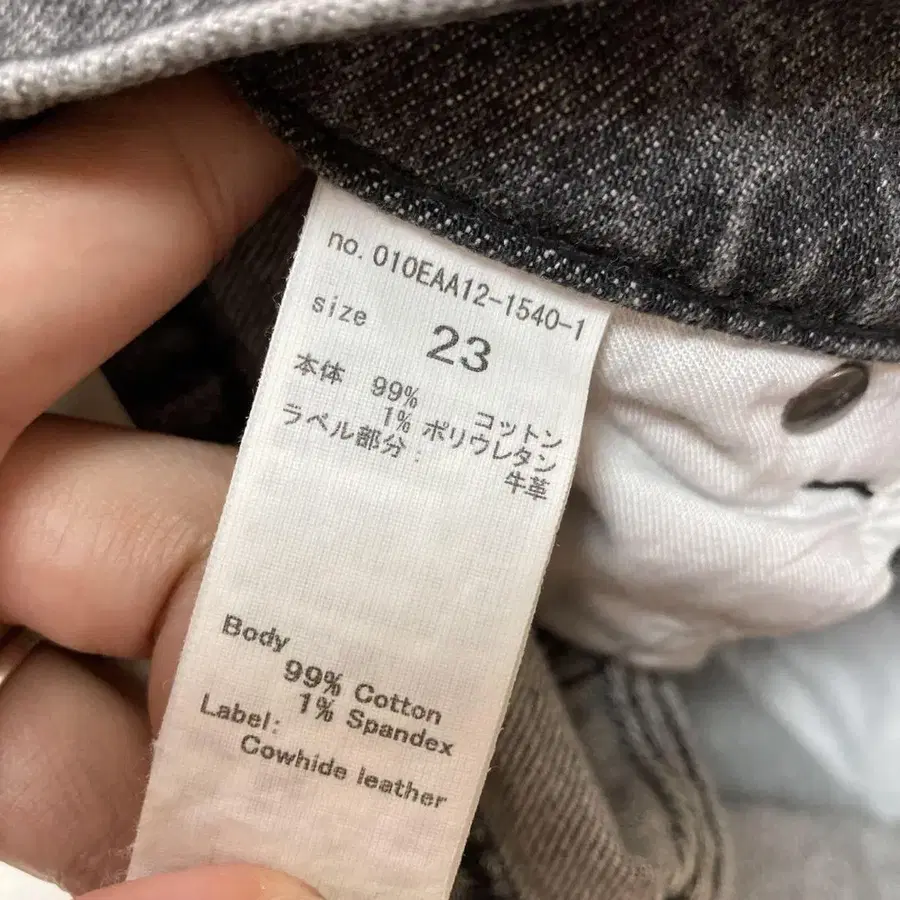 no. 010EAA12-1540-1
size 23
本体 99% コットン
1% ポリウレタン
ラベル部分:
牛革
Body
99% Cotton
1% Spandex
Label:
Cowhide leather